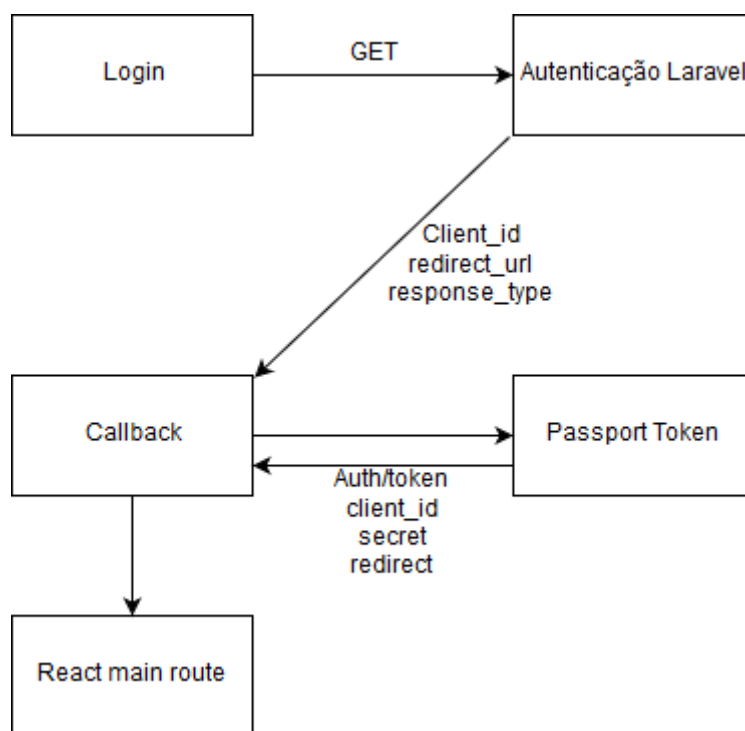 Login
GET
Autenticação Laravel
Client_id
redirect_url
response_type
Callback
Passport Token
Auth/token
client_id
secret
redirect
React main route